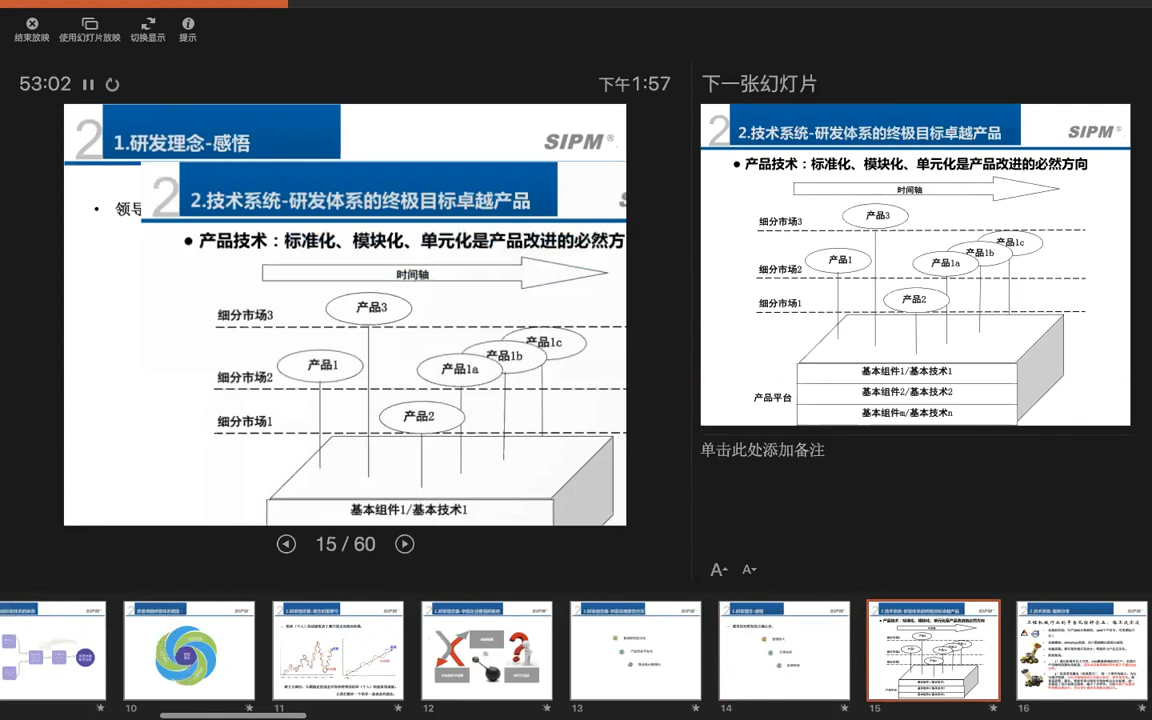 结束放映 使用幻灯片放映 切换显示 提示
53:02
下午1:57
下一张幻灯片
2
1.研发理念-感悟
SIPM®
领导
2
2.技术系统-研发体系的终极目标卓越产品
产品技术：标准化、模块化、单元化是产品改进的必然方
时间轴
细分市场3
产品3
产品1c
产品1b
产品1
产品1a
细分市场2
产品2
细分市场1
基本组件1/基本技术1
2
2.技术系统-研发体系的终极目标卓越产品
SIPM®
产品技术：标准化、模块化、单元化是产品改进的必然方向
时间轴
产品3
细分市场3
产品1c
产品1b
产品1
产品1a
细分市场2
产品2
细分市场1
基本组件1/基本技术1
基本组件2/基本技术2
产品平台
基本组件m/基本技术n
单击此处添加备注
15 / 60
A A
10
11
12
13
14
15
16